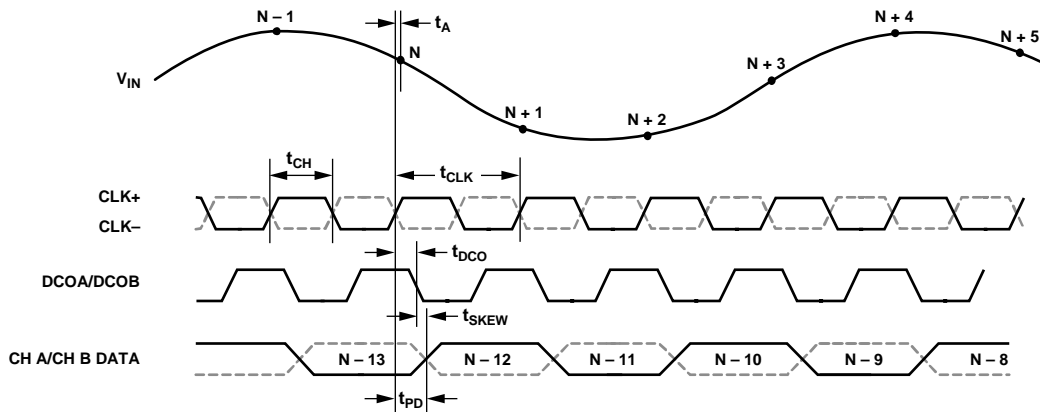 N – 1
tA
N + 4
N
N + 5
VIN
N + 3
N + 1
N + 2
tCH
tCLK
CLK+
CLK–
tDCO
DCOA/DCOB
tSKEW
CH A/CH B DATA
N – 13
N – 12
N – 11
N – 10
N – 9
N – 8
tPD